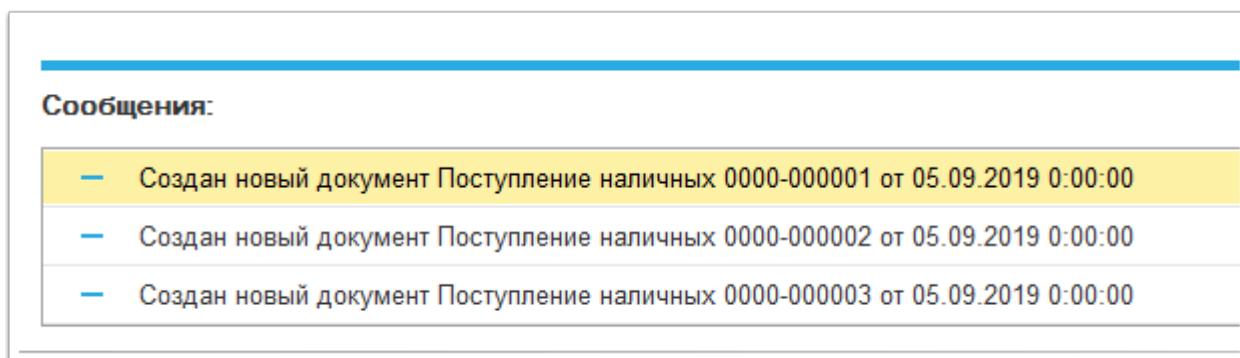 Сообщения:
Создан новый документ Поступление наличных 0000-000001 от 05.09.2019 0:00:00
Создан новый документ Поступление наличных 0000-000002 от 05.09.2019 0:00:00
Создан новый документ Поступление наличных 0000-000003 от 05.09.2019 0:00:00